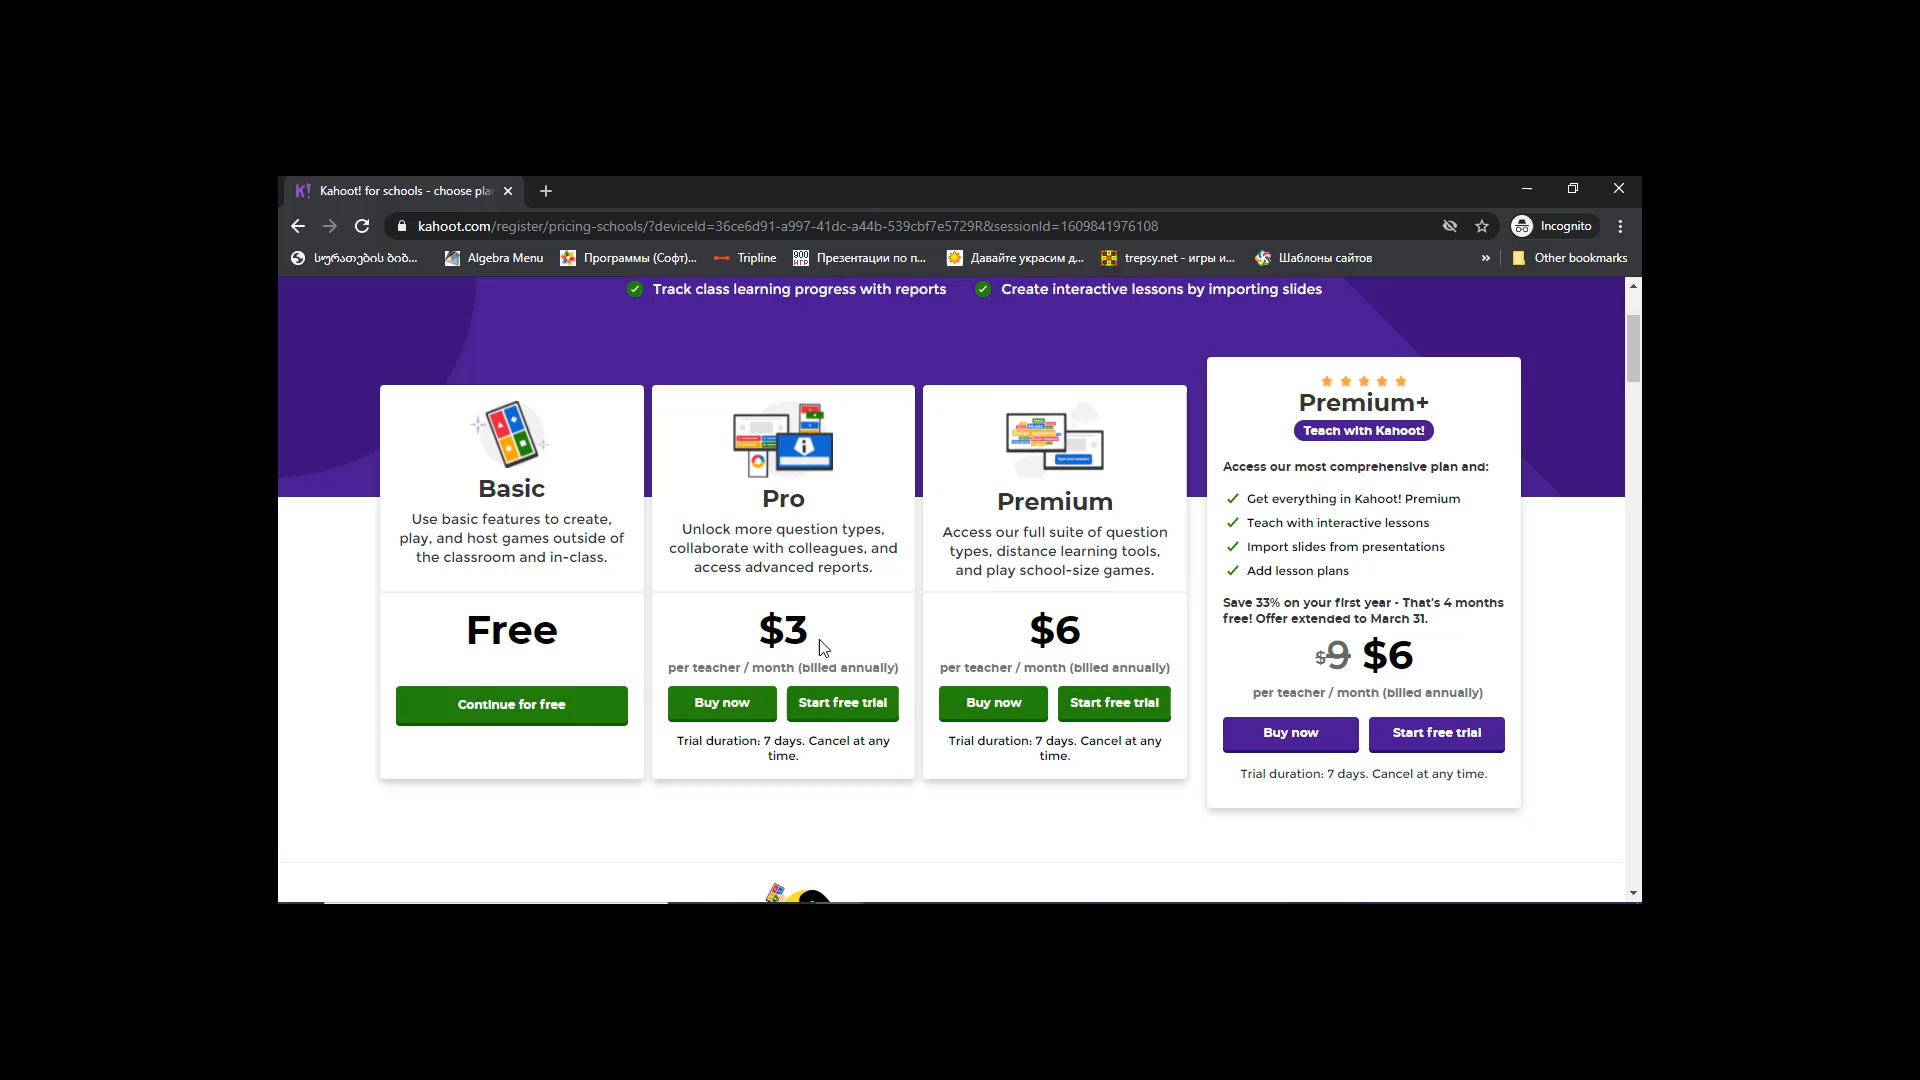 Kahoot! for schools - choose plan
kahoot.com/register/pricing-schools/?deviceId=36ce6d91-a997-41dc-a44b-539cbf7e5729R&sessionId=1609841976108
Incognito
სურათების ბიბ...
Algebra Menu
Программы (Софт)...
Tripline
Презентации по п...
Давайте украсим д...
trepsy.net - игры и...
Шаблоны сайтов
»
Other bookmarks
Track class learning progress with reports
Create interactive lessons by importing slides
Basic
Use basic features to create,
play, and host games outside of
the classroom and in-class.
Free
Continue for free
Pro
Unlock more question types,
collaborate with colleagues, and
access advanced reports.
$3
per teacher / month (billed annually)
Buy now
Start free trial
Trial duration: 7 days. Cancel at any
time.
Premium
Access our full suite of question
types, distance learning tools,
and play school-size games.
$6
per teacher / month (billed annually)
Buy now
Start free trial
Trial duration: 7 days. Cancel at any
time.
Premium+
Teach with Kahoot!
Access our most comprehensive plan and:
Get everything in Kahoot! Premium
Teach with interactive lessons
Import slides from presentations
Add lesson plans
Save 33% on your first year - That's 4 months
free! Offer extended to March 31.
$9 $6
per teacher / month (billed annually)
Buy now
Start free trial
Trial duration: 7 days. Cancel at any time.